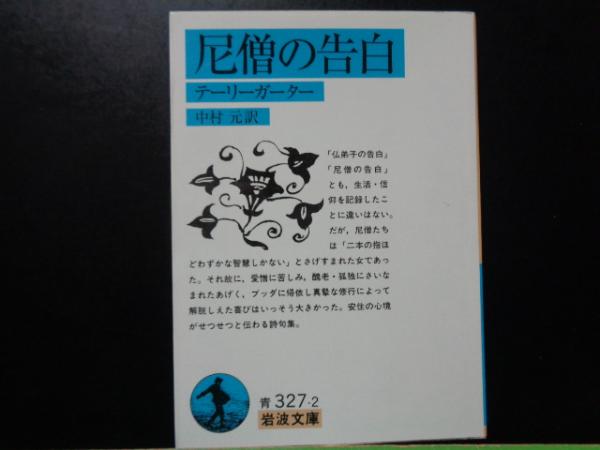 尼僧の告白
テーリーガーター
中村 元訳
「仏弟子の告白」
「尼僧の告白」
とも，生活・信
仰を記録したこ
とに違いはない。
だが，尼僧たち
は「二本の指ほ
どわずかな智慧しかない」とさげすまれた女であっ
た。それ故に，愛憎に苦しみ，醜老・孤独にさいな
まれたあげく，ブッダに帰依し真摯な修行によって
解脱しえた喜びはいっそう大きかった。安住の心境
がせつせつと伝わる詩句集。
青 327-2
岩波文庫